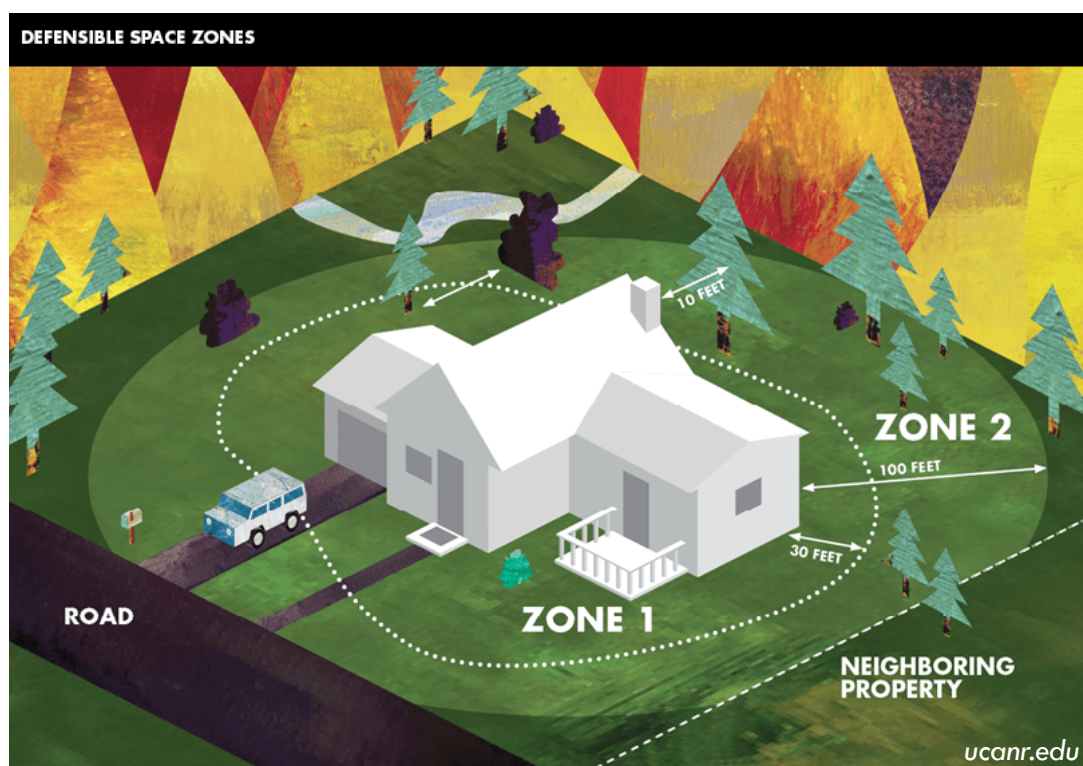 DEFENSIBLE SPACE ZONES
10 FEET
ZONE 2
100 FEET
30 FEET
ROAD
ZONE 1
NEIGHBORING
PROPERTY
ucanr.edu